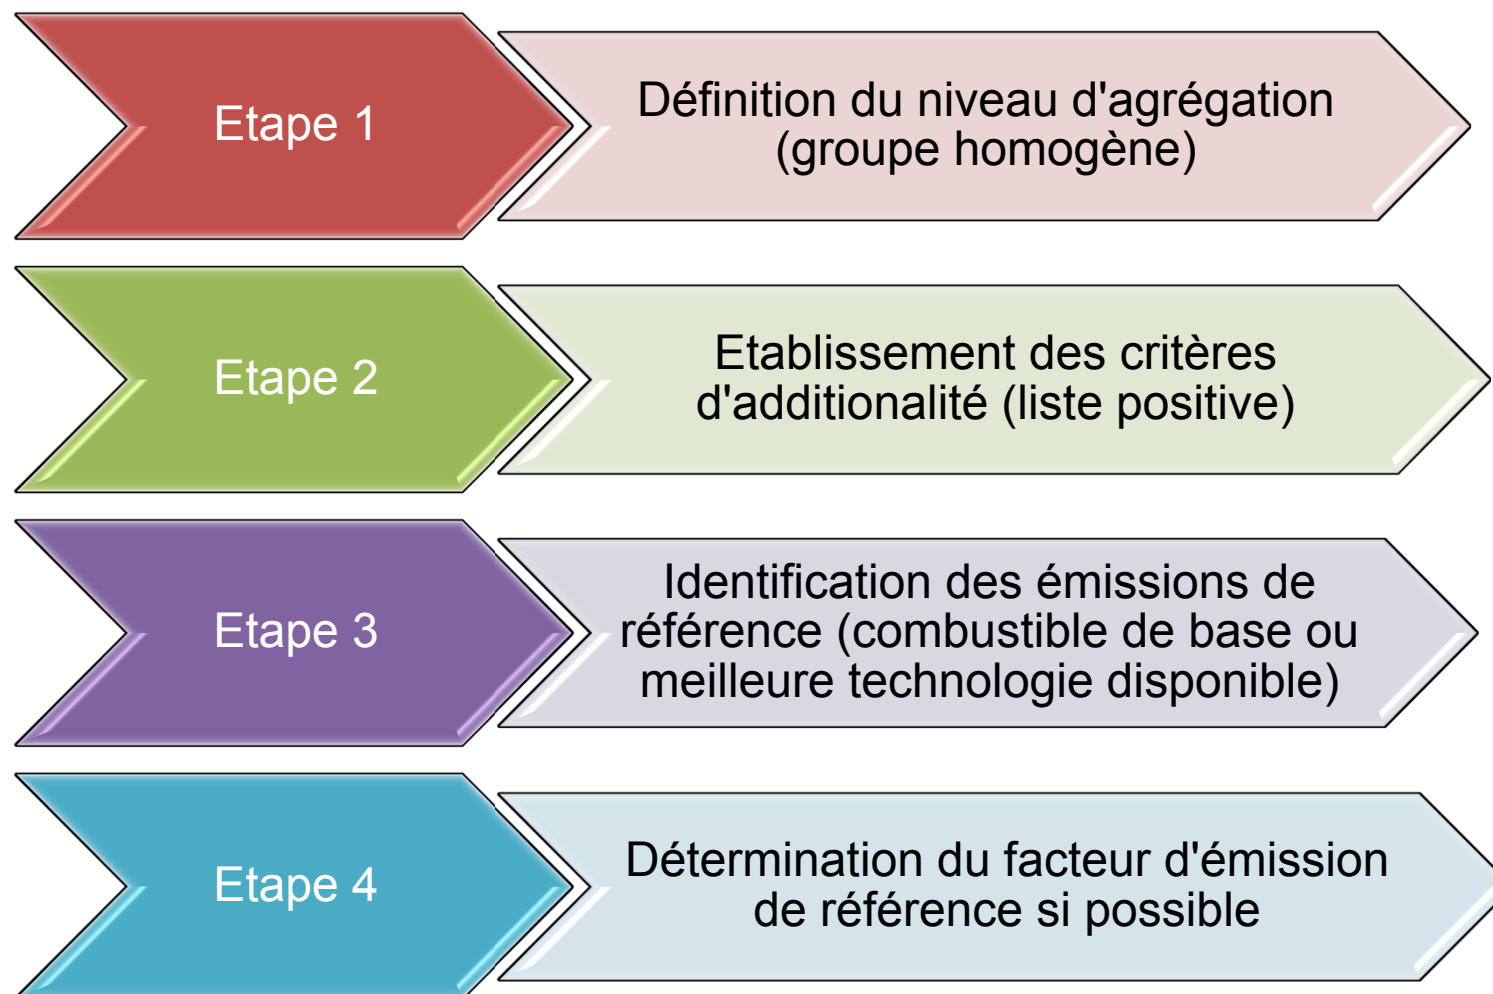 Etape 1
Définition du niveau d'agrégation
(groupe homogène)
Etape 2
Etablissement des critères
d'additionalité (liste positive)
Etape 3
Identification des émissions de
référence (combustible de base ou
meilleure technologie disponible)
Etape 4
Détermination du facteur d'émission
de référence si possible